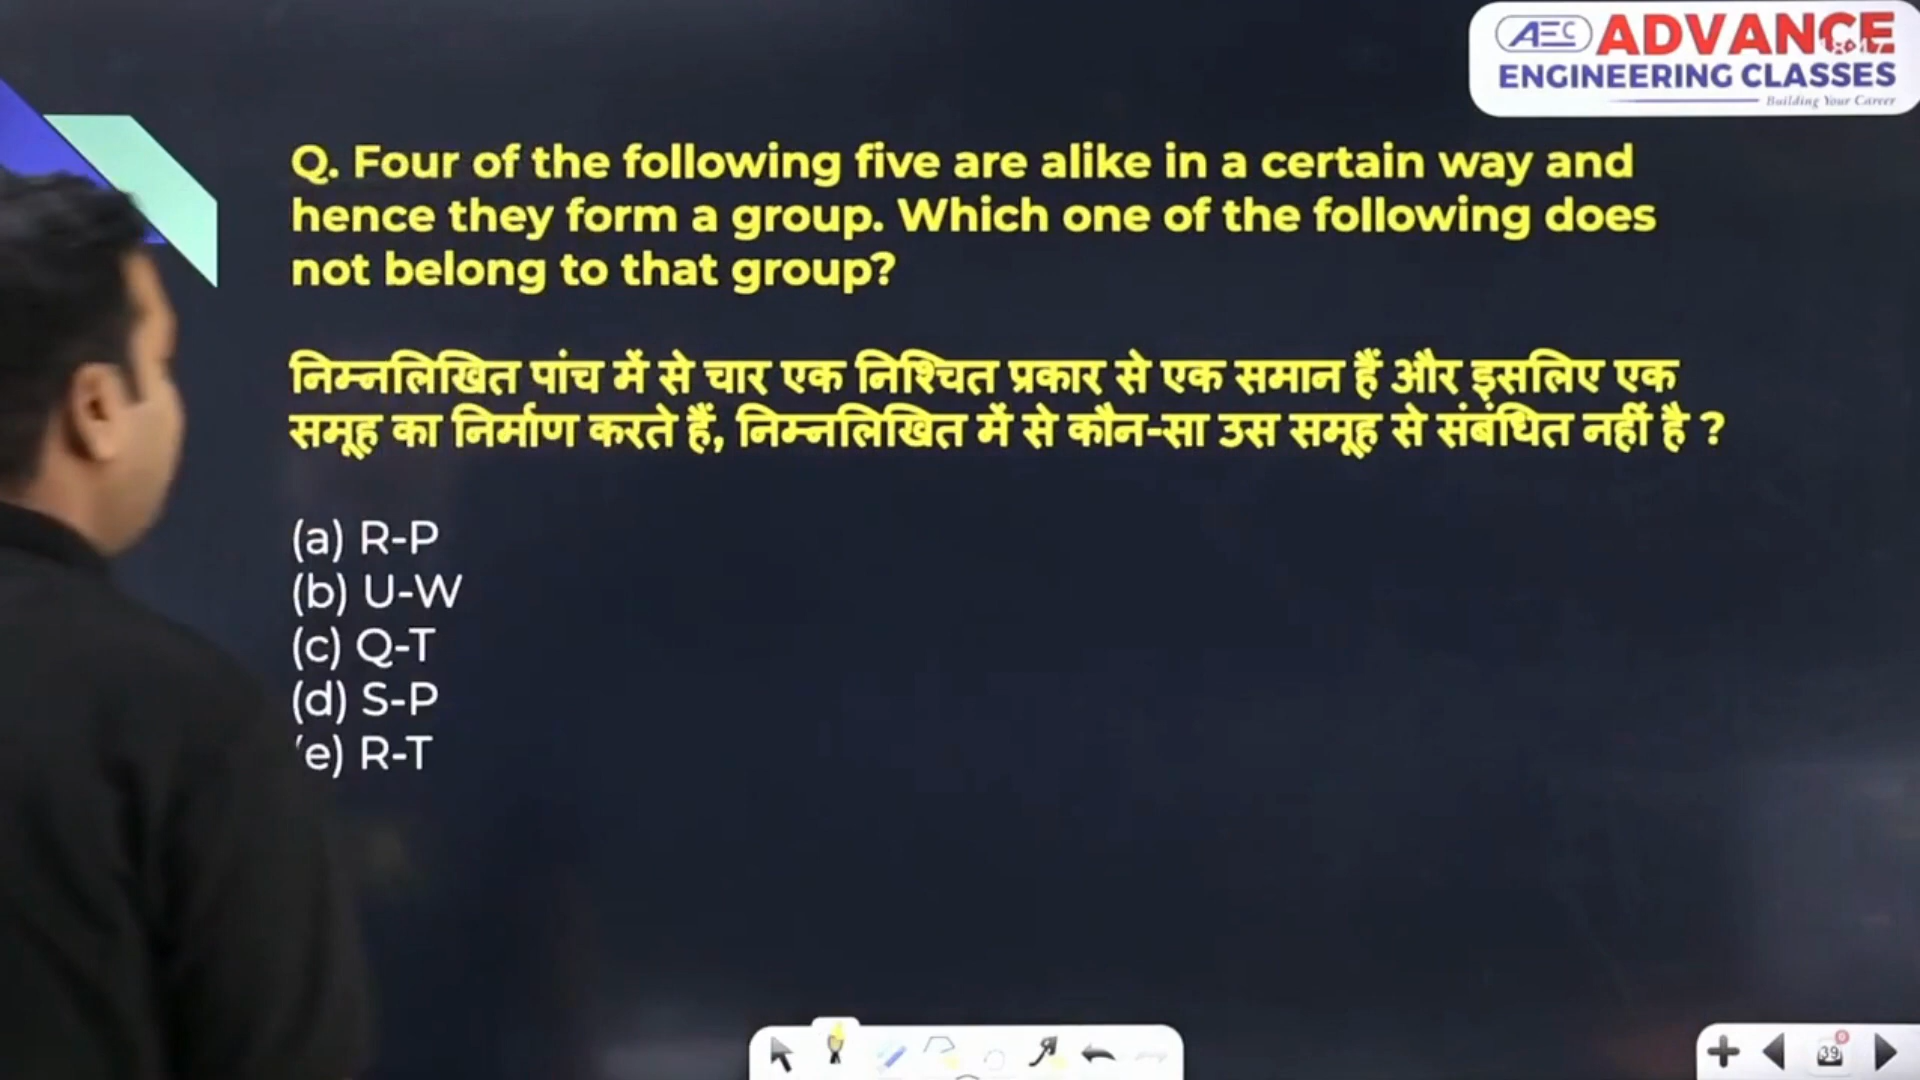 AEC ADVANCE
ENGINEERING CLASSES
Building Your Career
Q. Four of the following five are alike in a certain way and
hence they form a group. Which one of the following does
not belong to that group?
निम्नलिखित पांच में से चार एक निश्चित प्रकार से एक समान हैं और इसलिए एक
समूह का निर्माण करते हैं, निम्नलिखित में से कौन-सा उस समूह से संबंधित नहीं है ?
(a) R-P
(b) U-W
(c) Q-T
(d) S-P
(e) R-T
39